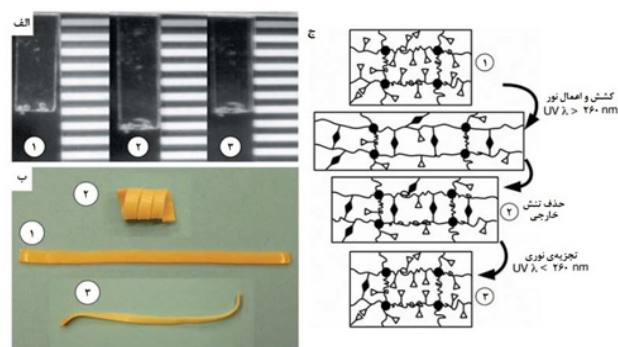 الف
۱
۲
۳
ب
۲
۱
۳
ج
۱
کشش و اعمال نور
UV λ > ۲۶۰ nm
حذف تنش
خارجی
۲
تجزیه‌ی نوری
UV λ < ۲۶۰ nm
۳